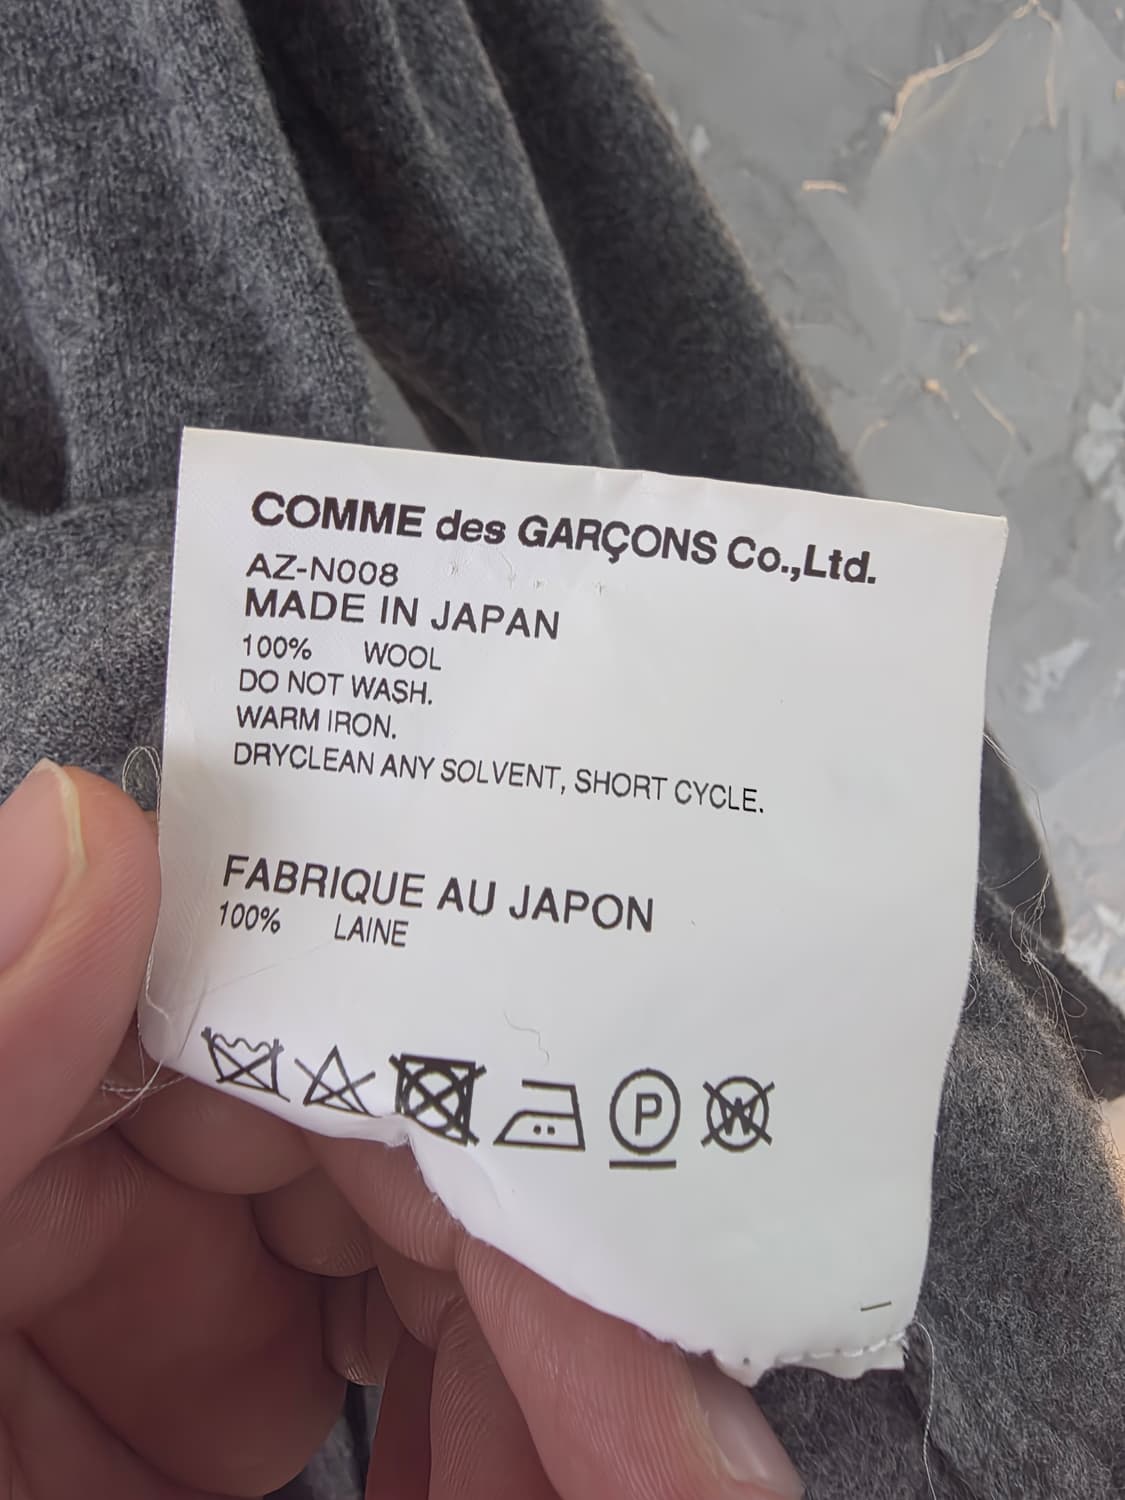 COMME des GARÇONS Co.,Ltd.
AZ-N008
MADE IN JAPAN
100% WOOL
DO NOT WASH.
WARM IRON.
DRYCLEAN ANY SOLVENT, SHORT CYCLE.
FABRIQUE AU JAPON
100% LAINE
P W